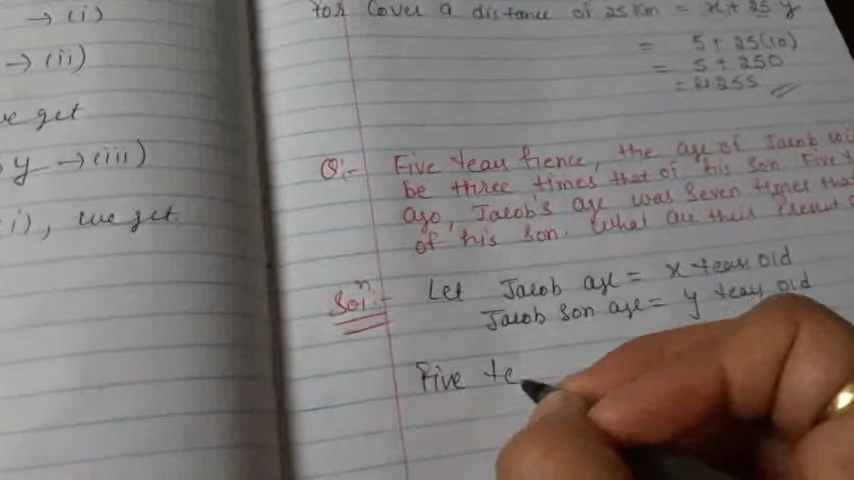 → (i)
→ (ii)
we get
y → (iii)
(i), we get
for Cover a distance of 25 Km = x + 25 y
= 5 + 25(10)
= 5 + 250
= 255
Q:- Five years hence, the age of Jacob will
be three times that of his son. Five
ago, Jacob's age was seven times that
of his son. What are their Present
Solⁿ:- Let Jacob age = x years old
Jacob son age = y years old
Five ye